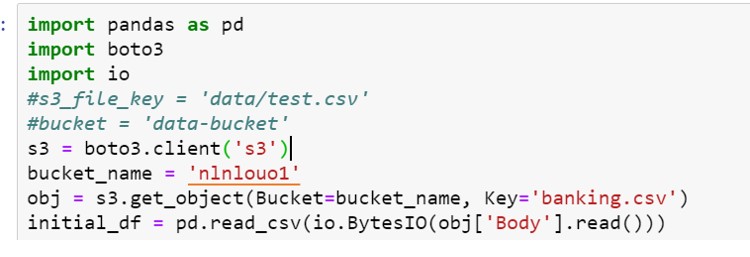 :
import pandas as pd
import boto3
import io
#s3_file_key = 'data/test.csv'
#bucket = 'data-bucket'
s3 = boto3.client('s3')
bucket_name = 'nlnlouo1'
obj = s3.get_object(Bucket=bucket_name, Key='banking.csv')
initial_df = pd.read_csv(io.BytesIO(obj['Body'].read()))